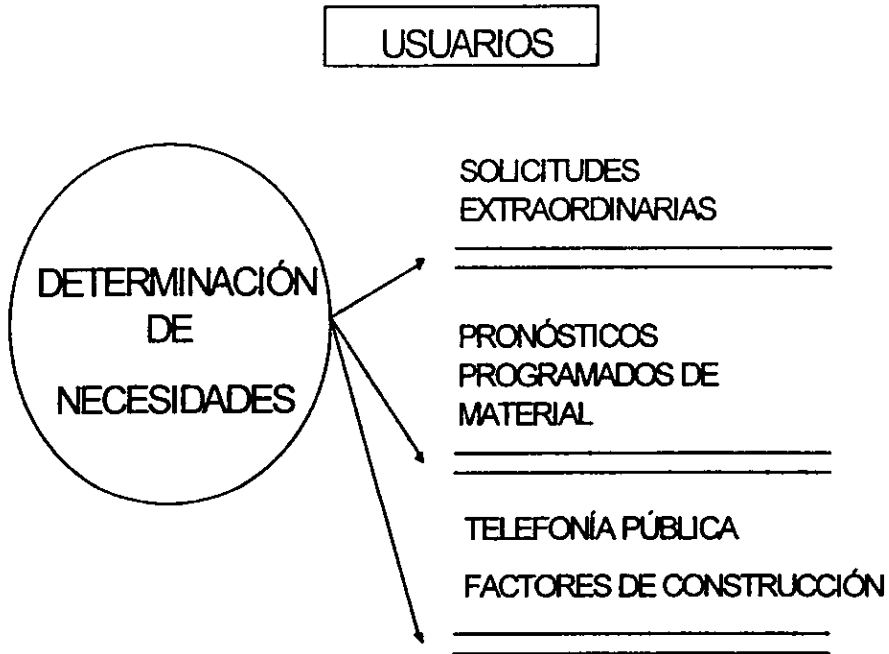 USUARIOS
DETERMINACIÓN
DE
NECESIDADES
SOLICITUDES
EXTRAORDINARIAS
PRONÓSTICOS
PROGRAMADOS DE
MATERIAL
TELEFONÍA PÚBLICA
FACTORES DE CONSTRUCCIÓN